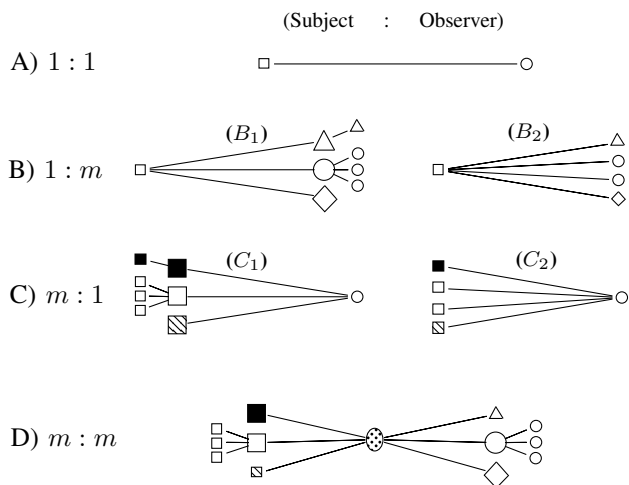 (Subject : Observer)
A) 1 : 1
(B₁) (B₂)
B) 1 : m
(C₁) (C₂)
C) m : 1
D) m : m